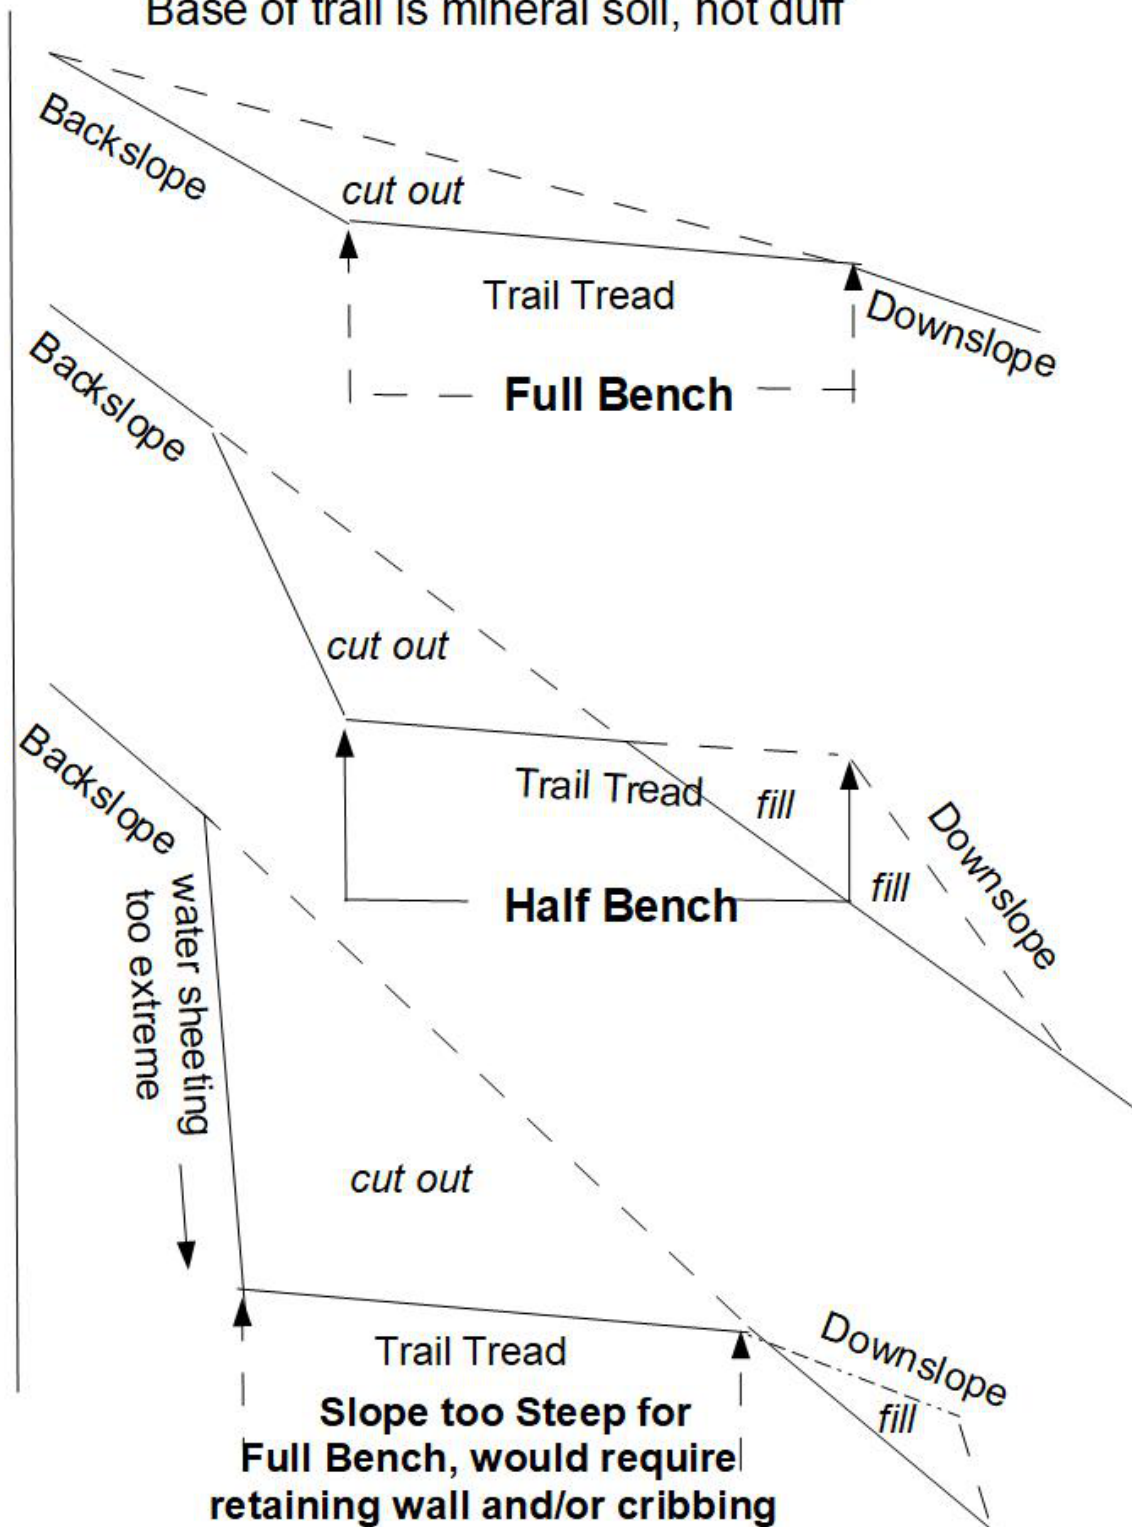 Base of trail is mineral soil, not duff
Backslope
cut out
Trail Tread
Downslope
Full Bench
Backslope
cut out
Trail Tread
fill
fill
Downslope
Half Bench
Backslope
water sheeting
too extreme
cut out
Trail Tread
Downslope
fill
Slope too Steep for
Full Bench, would require
retaining wall and/or cribbing